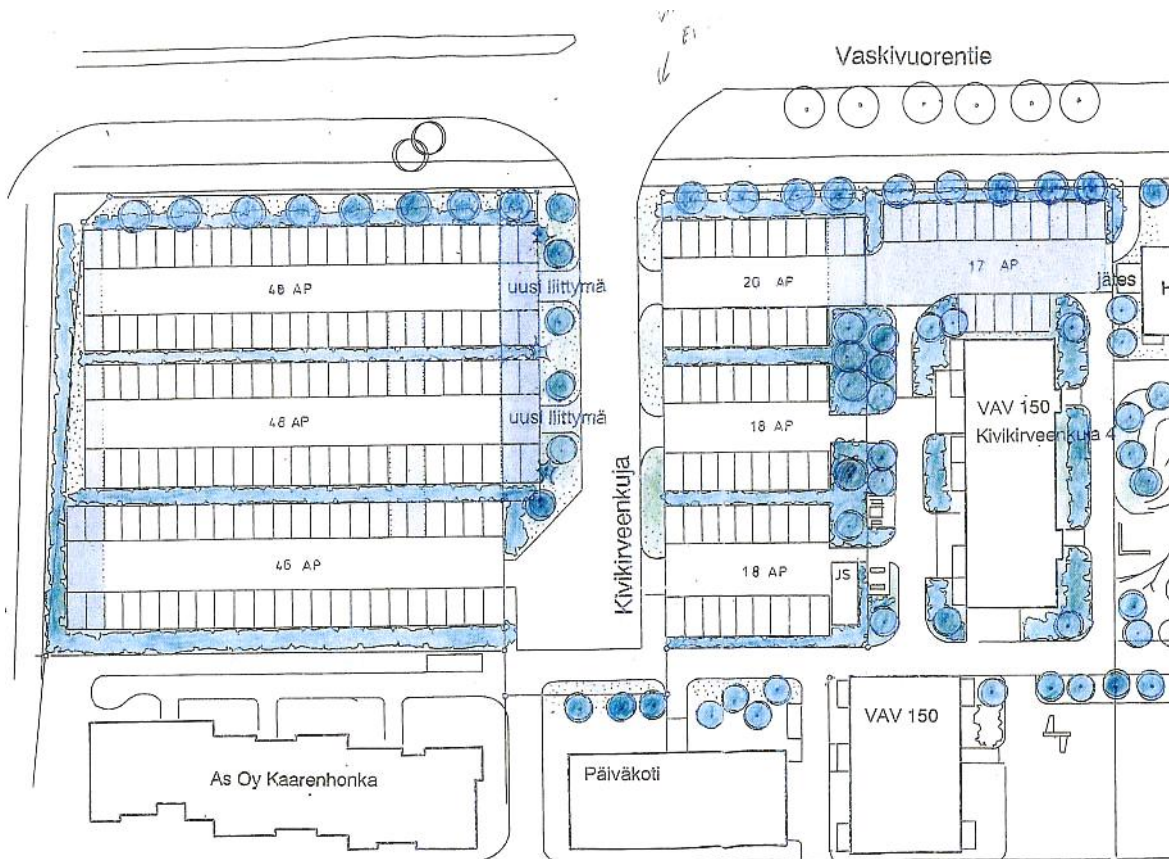 Vaskivuorentie
48 AP
uusi liittymä
20 AP
17 AP
jätes
H
48 AP
uusi liittymä
18 AP
VAV 150
Kivikirveenkuja 4
Kivikirveenkuja
46 AP
18 AP
JS
As Oy Kaarenhonka
Päiväkoti
VAV 150